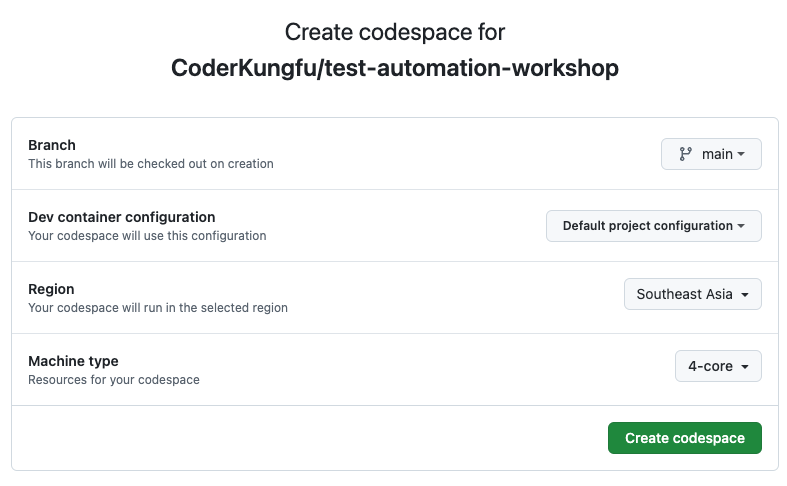 Create codespace for
CoderKungfu/test-automation-workshop
Branch
This branch will be checked out on creation
main
Dev container configuration
Your codespace will use this configuration
Default project configuration
Region
Your codespace will run in the selected region
Southeast Asia
Machine type
Resources for your codespace
4-core
Create codespace